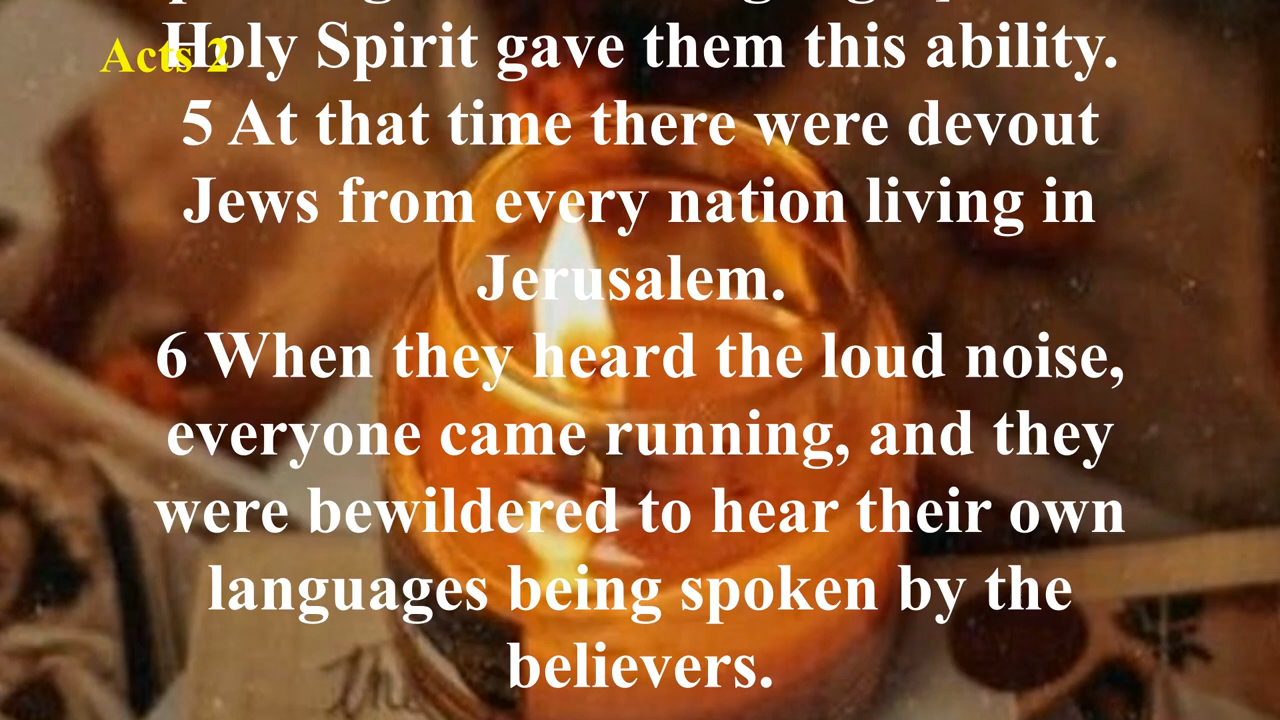 Acts 2
Holy Spirit gave them this ability.
5 At that time there were devout
Jews from every nation living in
Jerusalem.
6 When they heard the loud noise,
everyone came running, and they
were bewildered to hear their own
languages being spoken by the
believers.
the